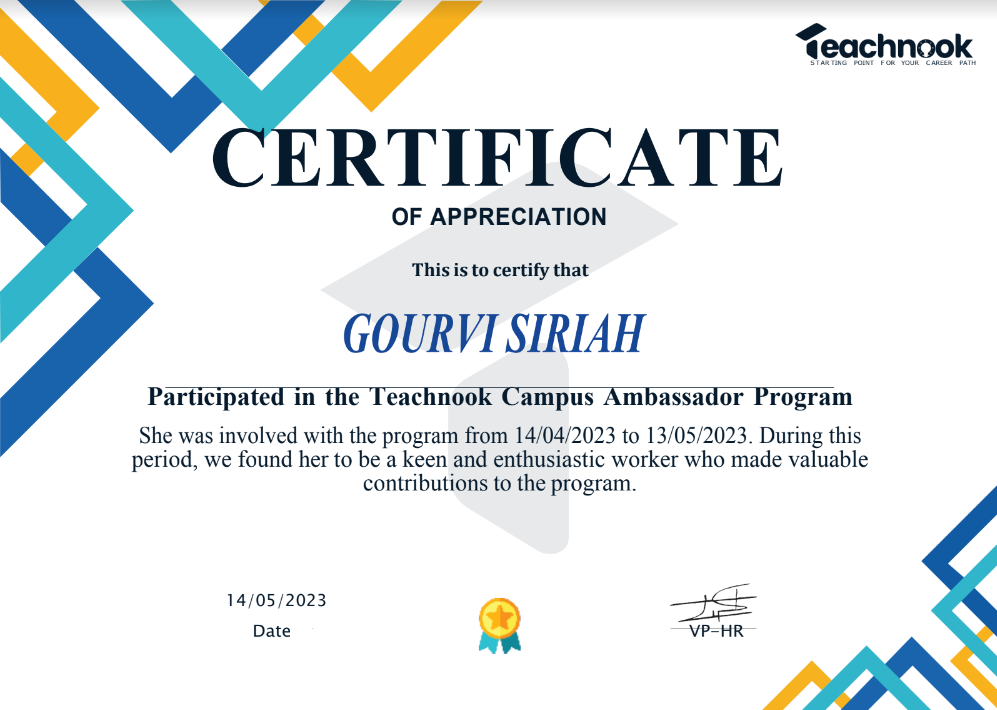 Teachnook
STARTING POINT FOR YOUR CAREER PATH
CERTIFICATE
OF APPRECIATION
This is to certify that
GOURVI SIRIAH
Participated in the Teachnook Campus Ambassador Program
She was involved with the program from 14/04/2023 to 13/05/2023. During this
period, we found her to be a keen and enthusiastic worker who made valuable
contributions to the program.
14/05/2023
Date
VP-HR